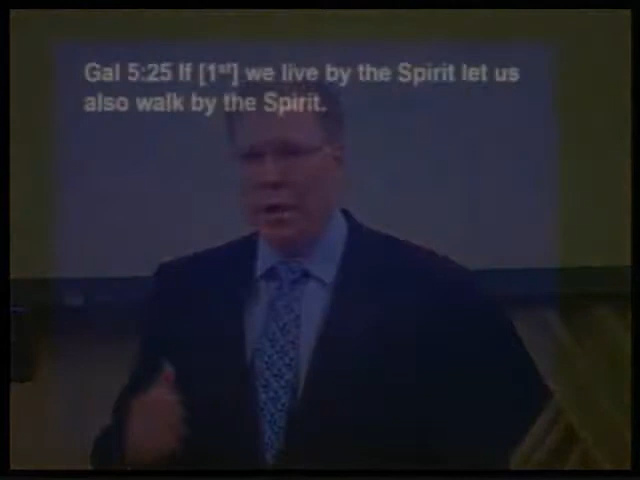 Gal 5:25 If [1st] we live by the Spirit let us
also walk by the Spirit.